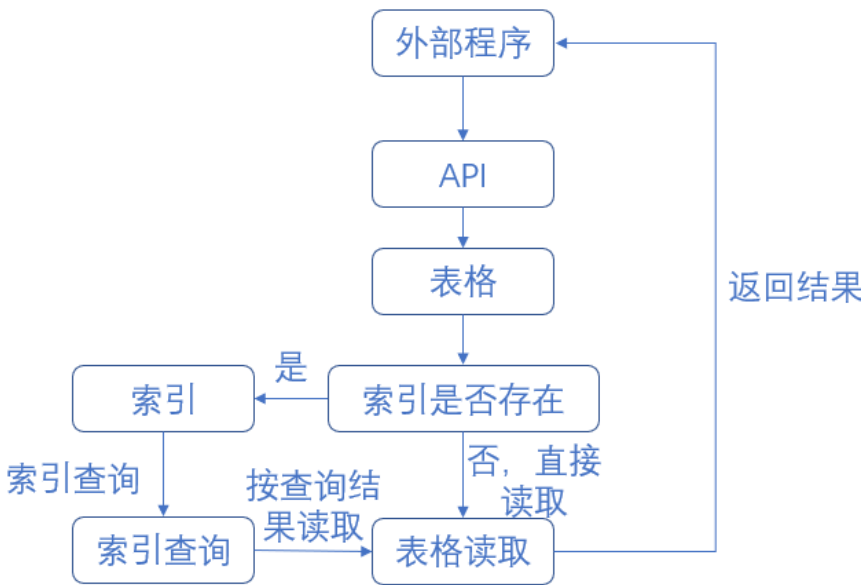 外部程序
API
表格
返回结果
是
索引
索引是否存在
索引查询
否，直接
读取
按查询结
果读取
索引查询
表格读取